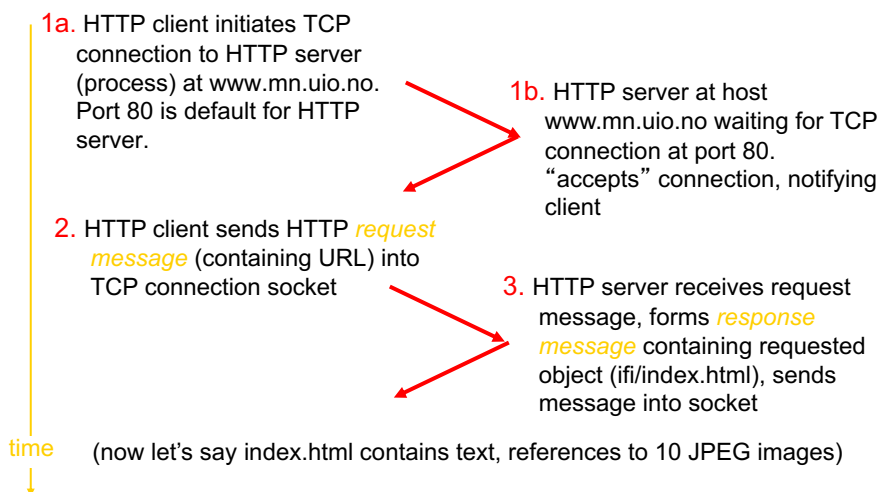 1a. HTTP client initiates TCP
connection to HTTP server
(process) at www.mn.uio.no.
Port 80 is default for HTTP
server.
1b. HTTP server at host
www.mn.uio.no waiting for TCP
connection at port 80.
“accepts” connection, notifying
client
2. HTTP client sends HTTP request
message (containing URL) into
TCP connection socket
3. HTTP server receives request
message, forms response
message containing requested
object (ifi/index.html), sends
message into socket
time
(now let’s say index.html contains text, references to 10 JPEG images)